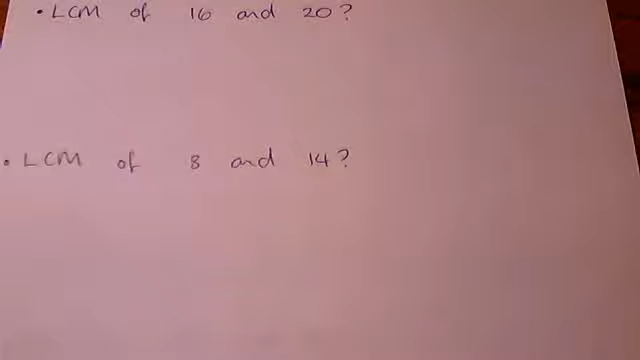 • LCM of 16 and 20?
• LCM of 8 and 14?